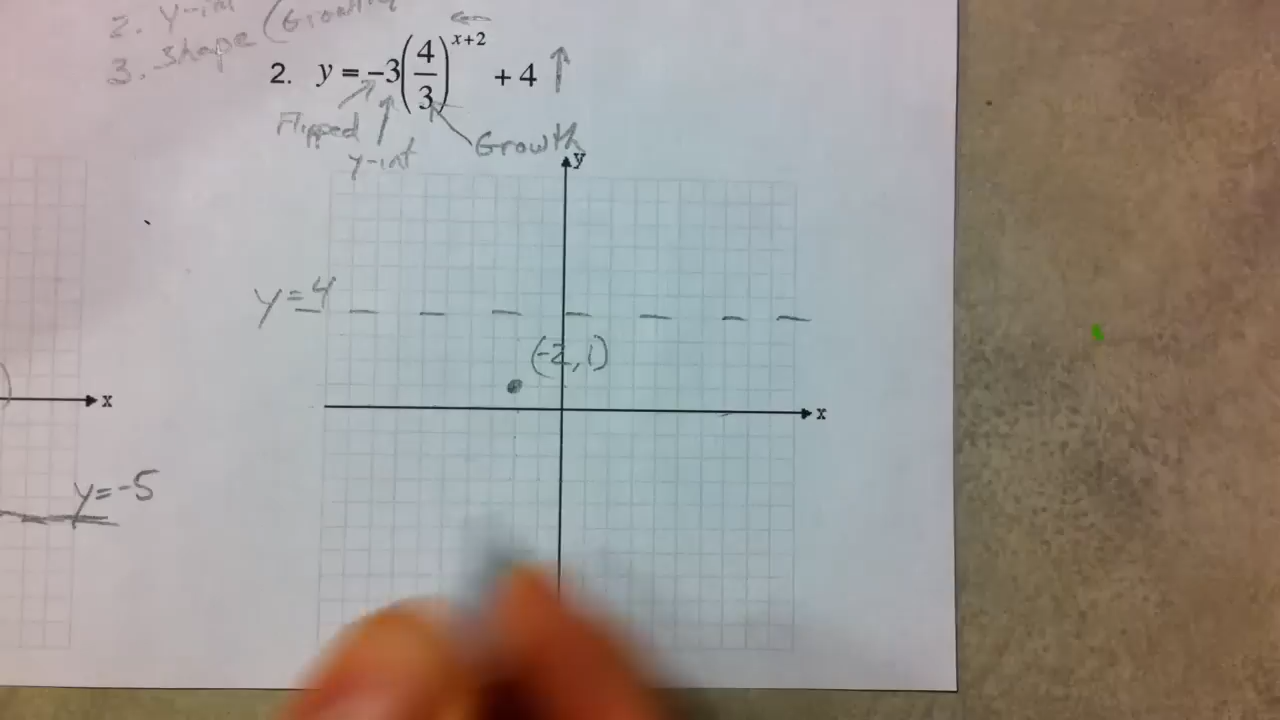 2. y-int
3. Shape (Growth
2. y = -3(4/3)^{x+2} + 4 ↑
←
Flipped
y-int
Growth
y
y=4
(-2,1)
x
)
x
y=-5